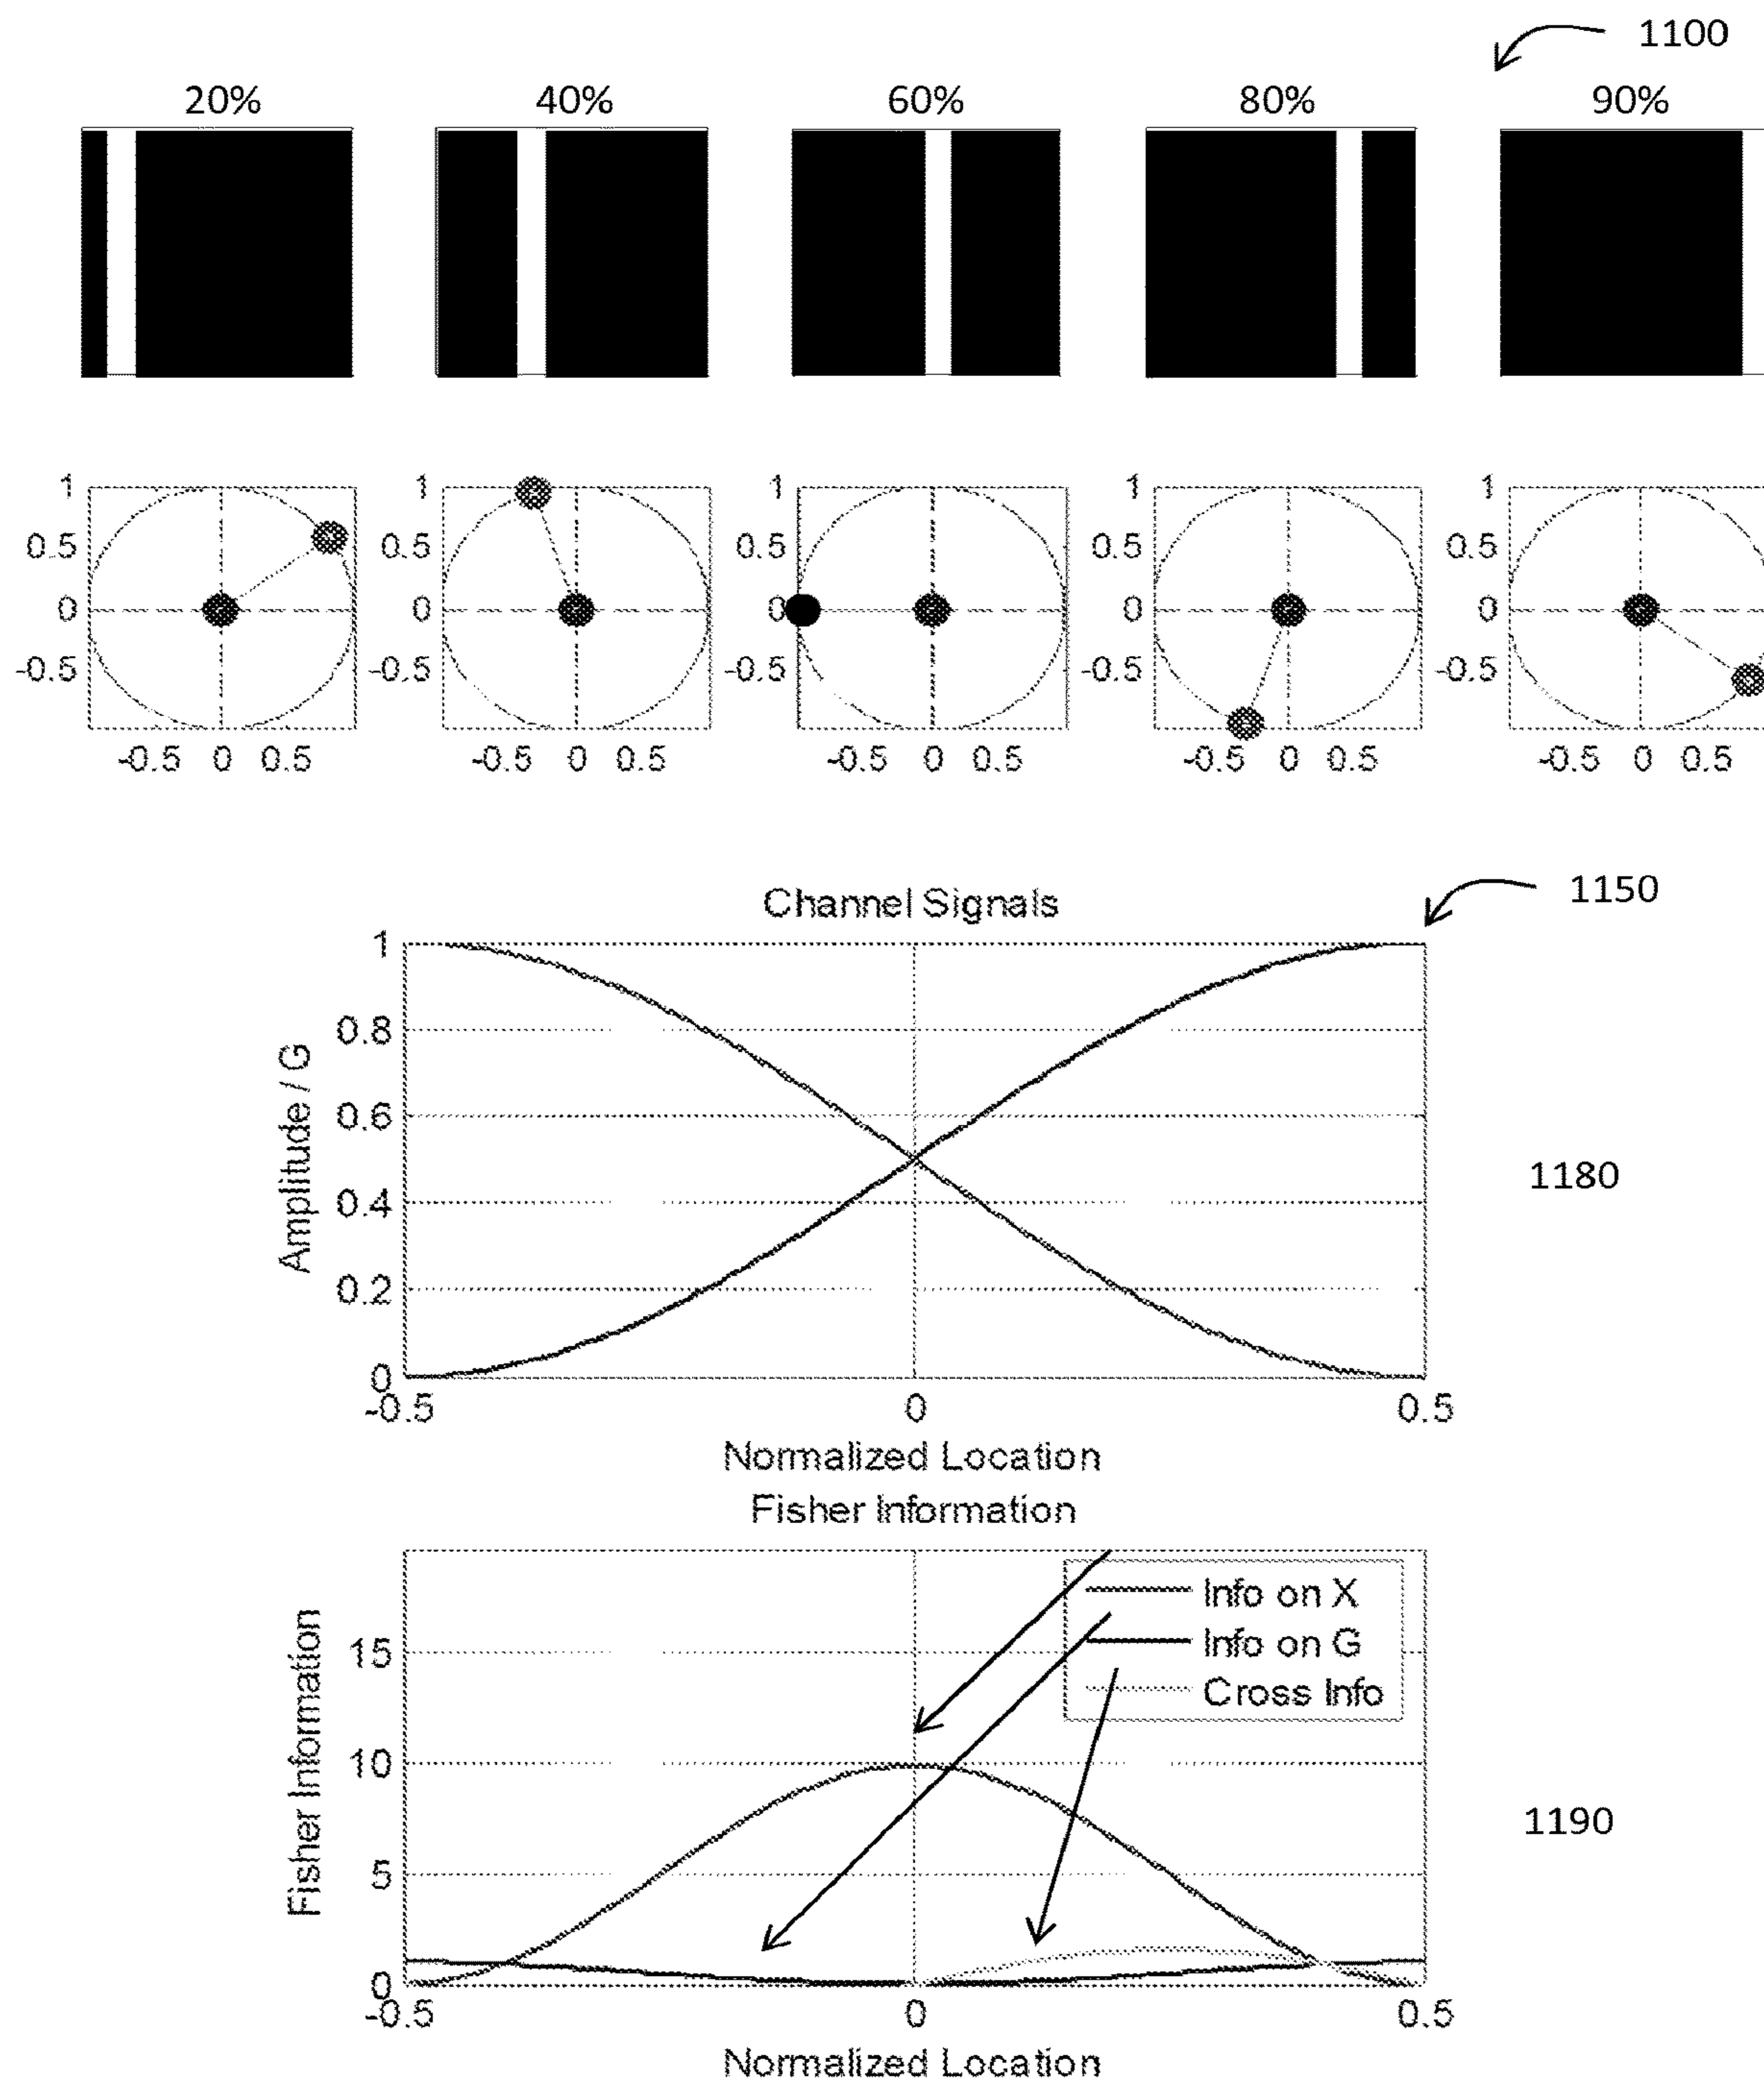 1100
20% 40% 60% 80% 90%
1 1 1 1 1
0.5 0.5 0.5 0.5 0.5
0 0 0 0 0
-0.5 -0.5 -0.5 -0.5 -0.5
-0.5 0 0.5 -0.5 0 0.5 -0.5 0 0.5 -0.5 0 0.5 -0.5 0 0.5
1150
Channel Signals
1
0.8
0.6
0.4
0.2
0
Amplitude / G
-0.5 0 0.5
Normalized Location
1180
Fisher Information
15
10
5
0
Fisher Information
Info on X
Info on G
Cross Info
1190
-0.5 0 0.5
Normalized Location